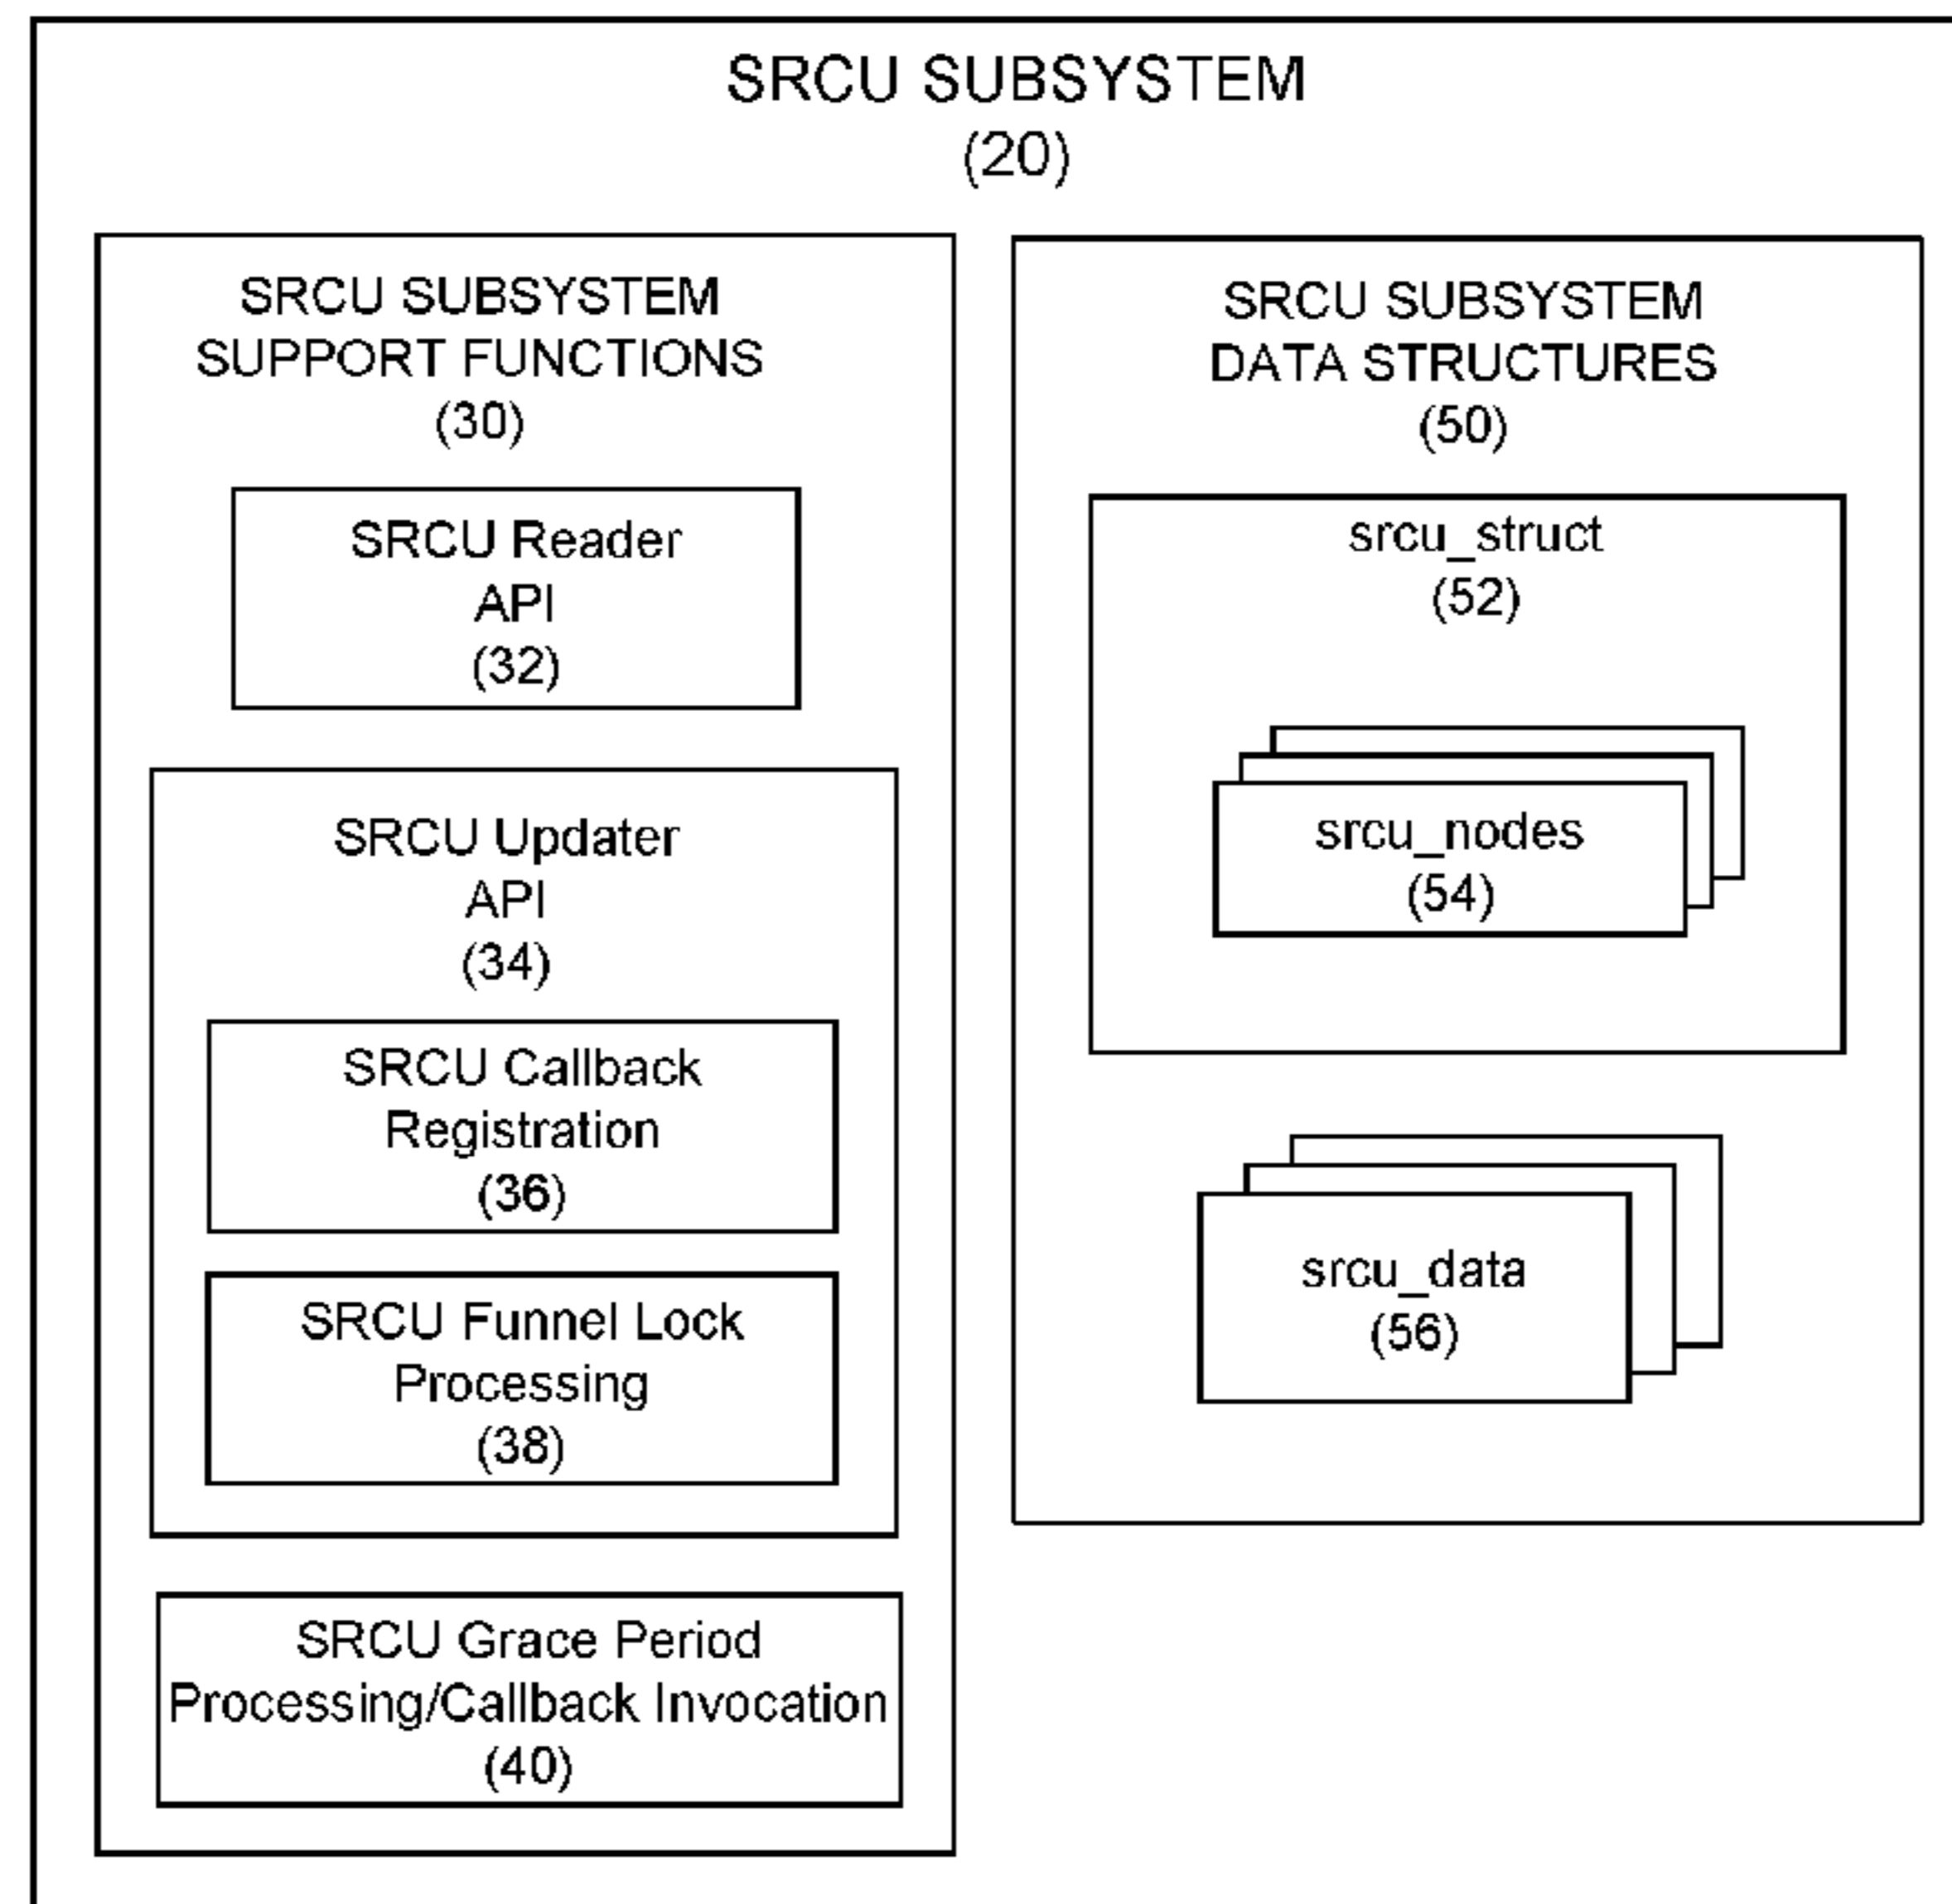 SRCU SUBSYSTEM
(20)
SRCU SUBSYSTEM
SUPPORT FUNCTIONS
(30)
SRCU Reader
API
(32)
SRCU Updater
API
(34)
SRCU Callback
Registration
(36)
SRCU Funnel Lock
Processing
(38)
SRCU Grace Period
Processing/Callback Invocation
(40)
SRCU SUBSYSTEM
DATA STRUCTURES
(50)
srcu_struct
(52)
srcu_nodes
(54)
srcu_data
(56)